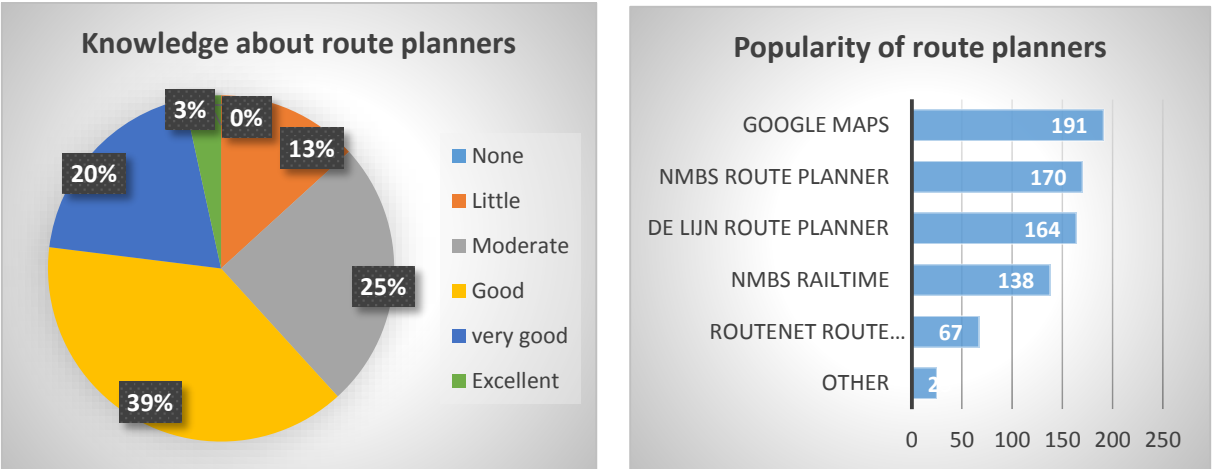 Knowledge about route planners
3%
0%
13%
20%
25%
39%
None
Little
Moderate
Good
very good
Excellent
Popularity of route planners
GOOGLE MAPS 191
NMBS ROUTE PLANNER 170
DE LIJN ROUTE PLANNER 164
NMBS RAILTIME 138
ROUTENET ROUTE... 67
OTHER
0 50 100 150 200 250